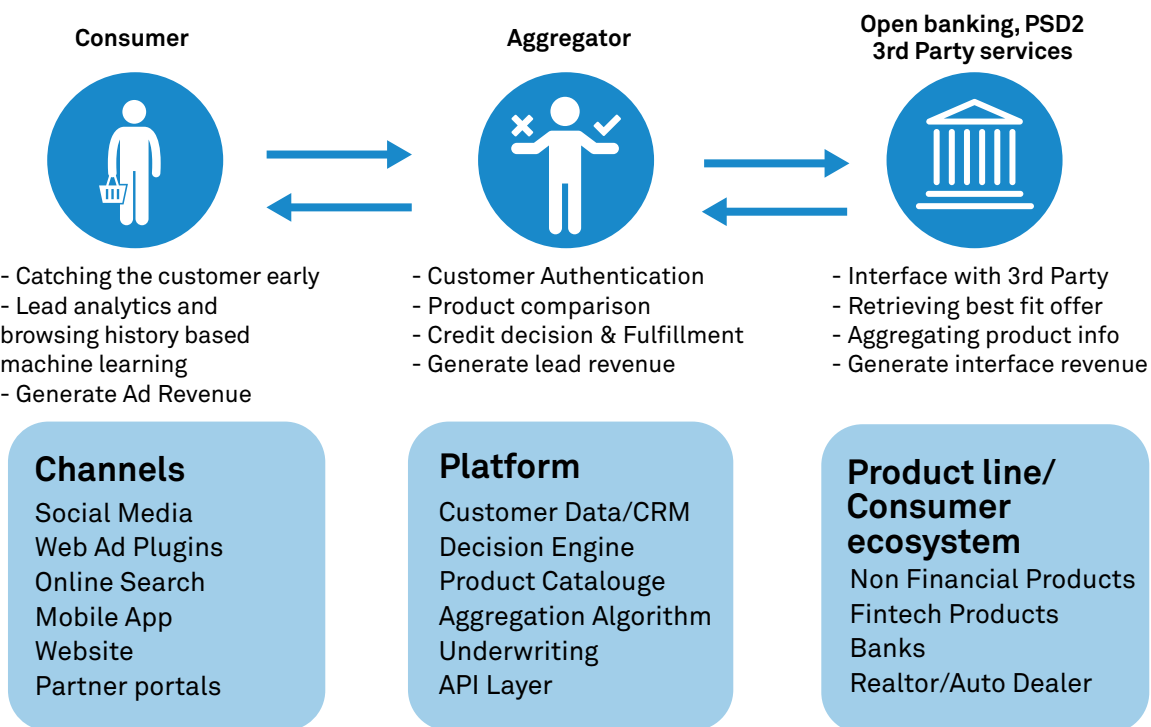 Consumer
- Catching the customer early
- Lead analytics and
browsing history based
machine learning
- Generate Ad Revenue
Channels
Social Media
Web Ad Plugins
Online Search
Mobile App
Website
Partner portals
Aggregator
- Customer Authentication
- Product comparison
- Credit decision & Fulfillment
- Generate lead revenue
Platform
Customer Data/CRM
Decision Engine
Product Catalouge
Aggregation Algorithm
Underwriting
API Layer
Open banking, PSD2
3rd Party services
- Interface with 3rd Party
- Retrieving best fit offer
- Aggregating product info
- Generate interface revenue
Product line/
Consumer
ecosystem
Non Financial Products
Fintech Products
Banks
Realtor/Auto Dealer